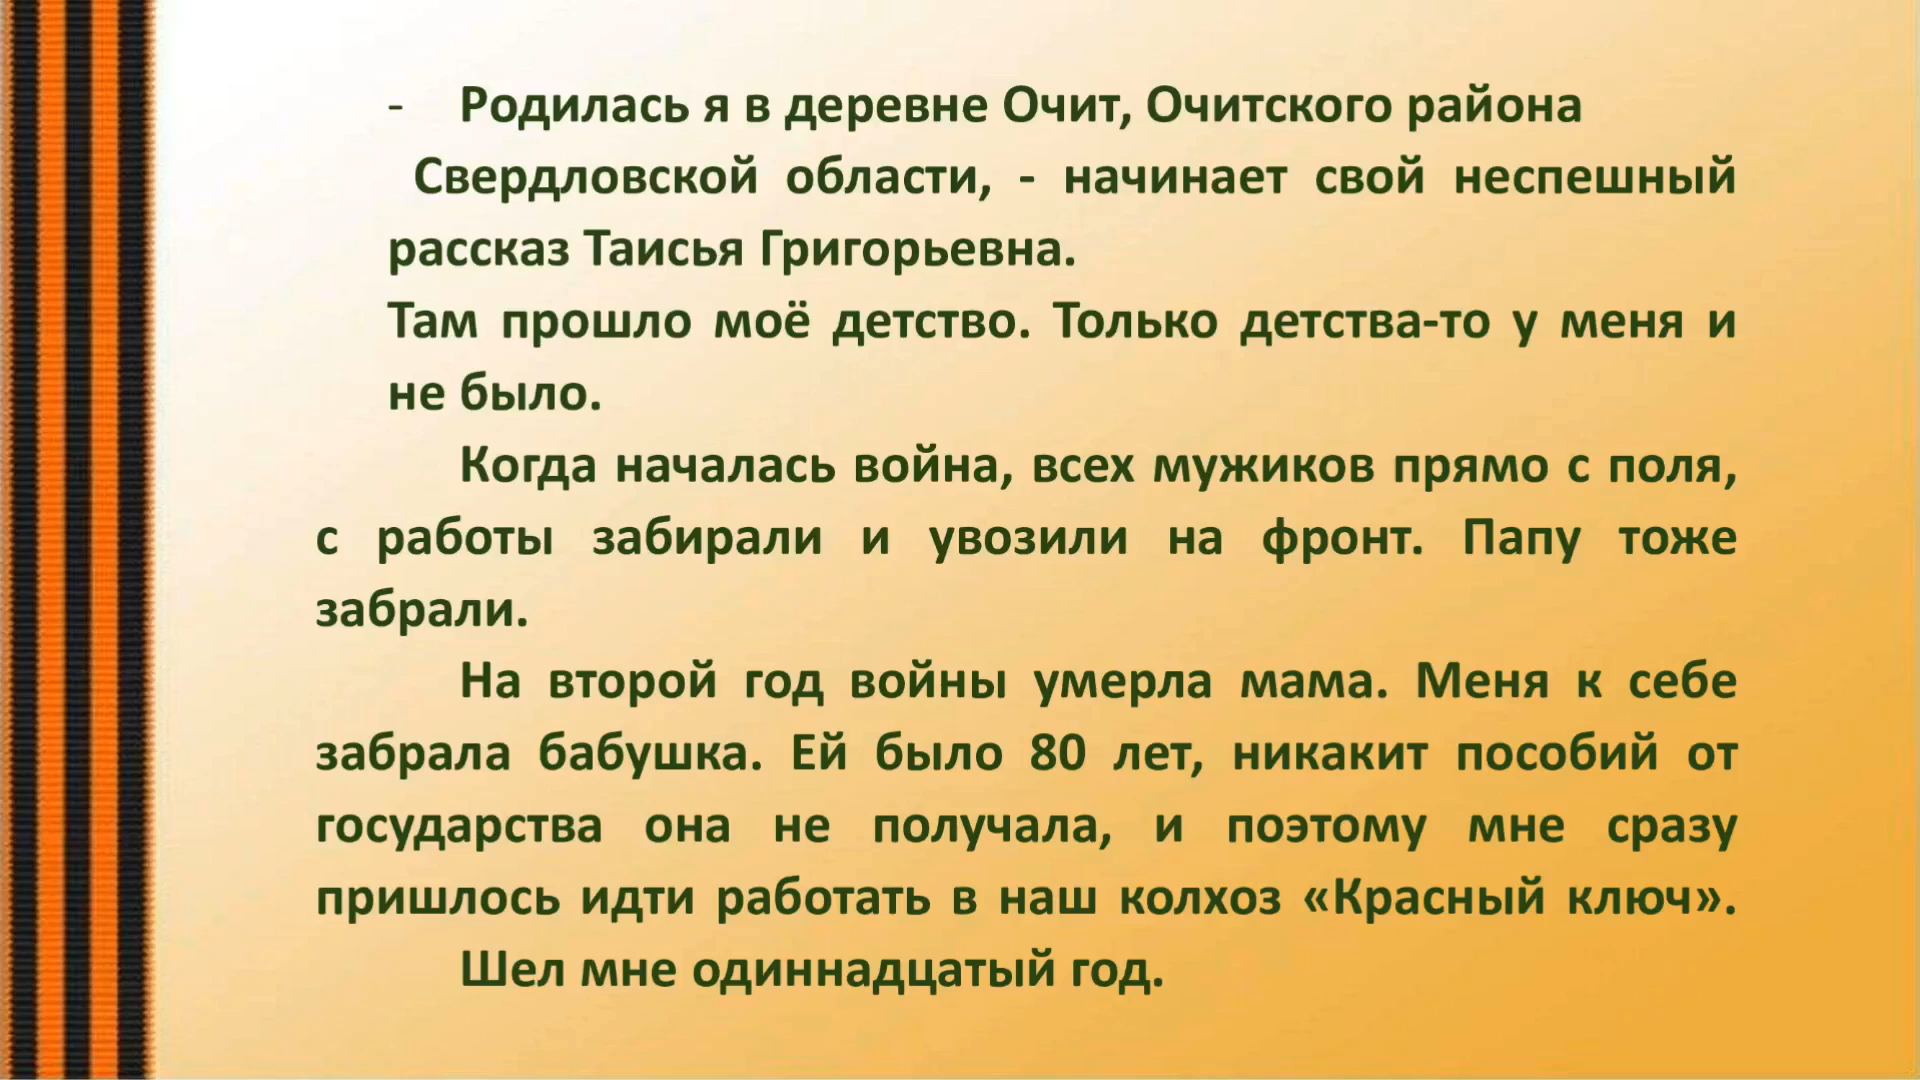 - Родилась я в деревне Очит, Очитского района
Свердловской области, - начинает свой неспешный
рассказ Таисья Григорьевна.
Там прошло моё детство. Только детства-то у меня и
не было.
Когда началась война, всех мужиков прямо с поля,
с работы забирали и увозили на фронт. Папу тоже
забрали.
На второй год войны умерла мама. Меня к себе
забрала бабушка. Ей было 80 лет, никакит пособий от
государства она не получала, и поэтому мне сразу
пришлось идти работать в наш колхоз «Красный ключ».
Шел мне одиннадцатый год.